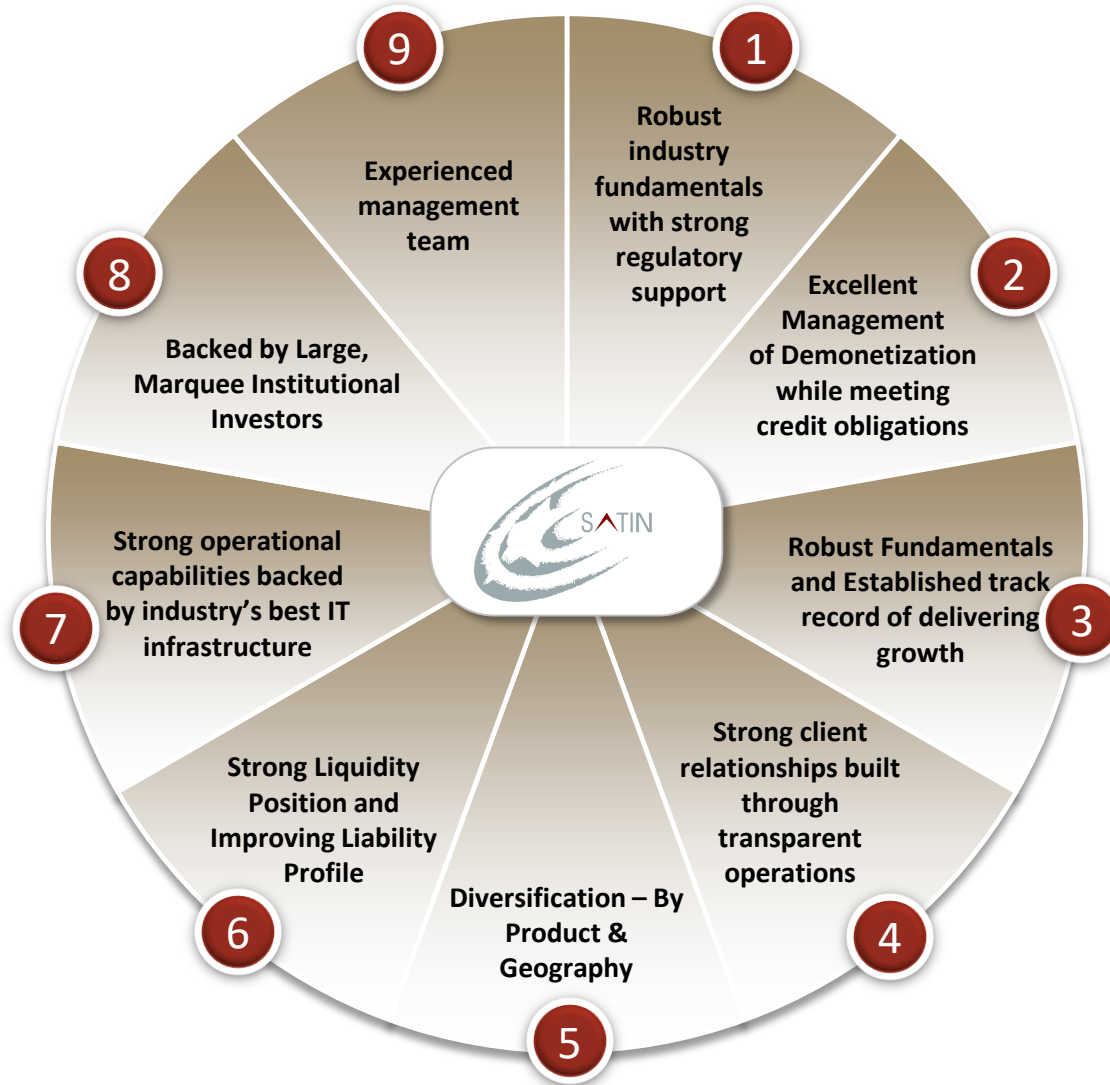 1
Robust
industry
fundamentals
with strong
regulatory
support
2
Excellent
Management
of Demonetization
while meeting
credit obligations
3
Robust Fundamentals
and Established track
record of delivering
growth
4
Strong client
relationships built
through
transparent
operations
5
Diversification – By
Product &
Geography
6
Strong Liquidity
Position and
Improving Liability
Profile
7
Strong operational
capabilities backed
by industry’s best IT
infrastructure
8
Backed by Large,
Marquee Institutional
Investors
9
Experienced
management
team
SATIN